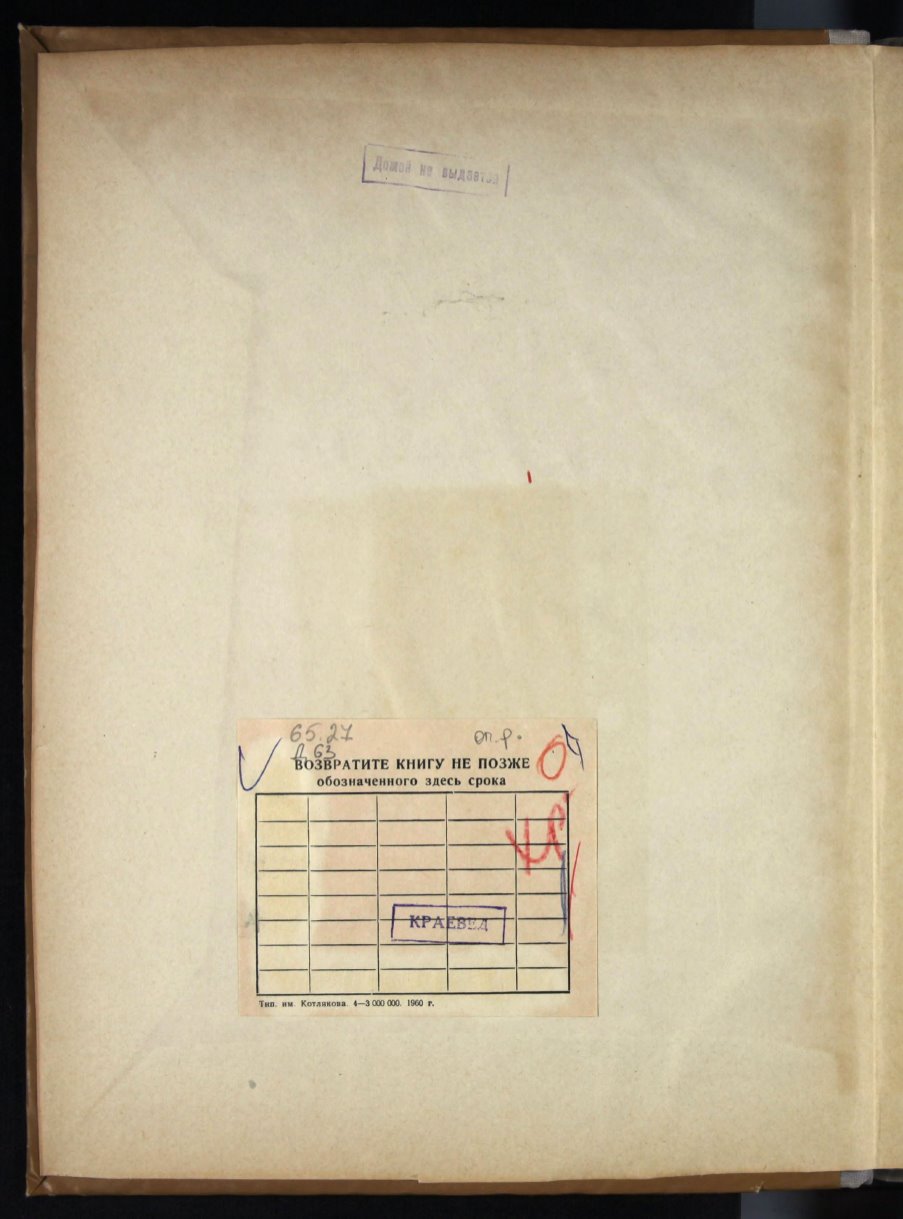 Домой не выдается
65.27 оп. р.
Д 63
ВОЗВРАТИТЕ КНИГУ НЕ ПОЗЖЕ
обозначенного здесь срока
КРАЕВЕД
Тип. им. Котлякова. 4—3 000 000. 1960 г.